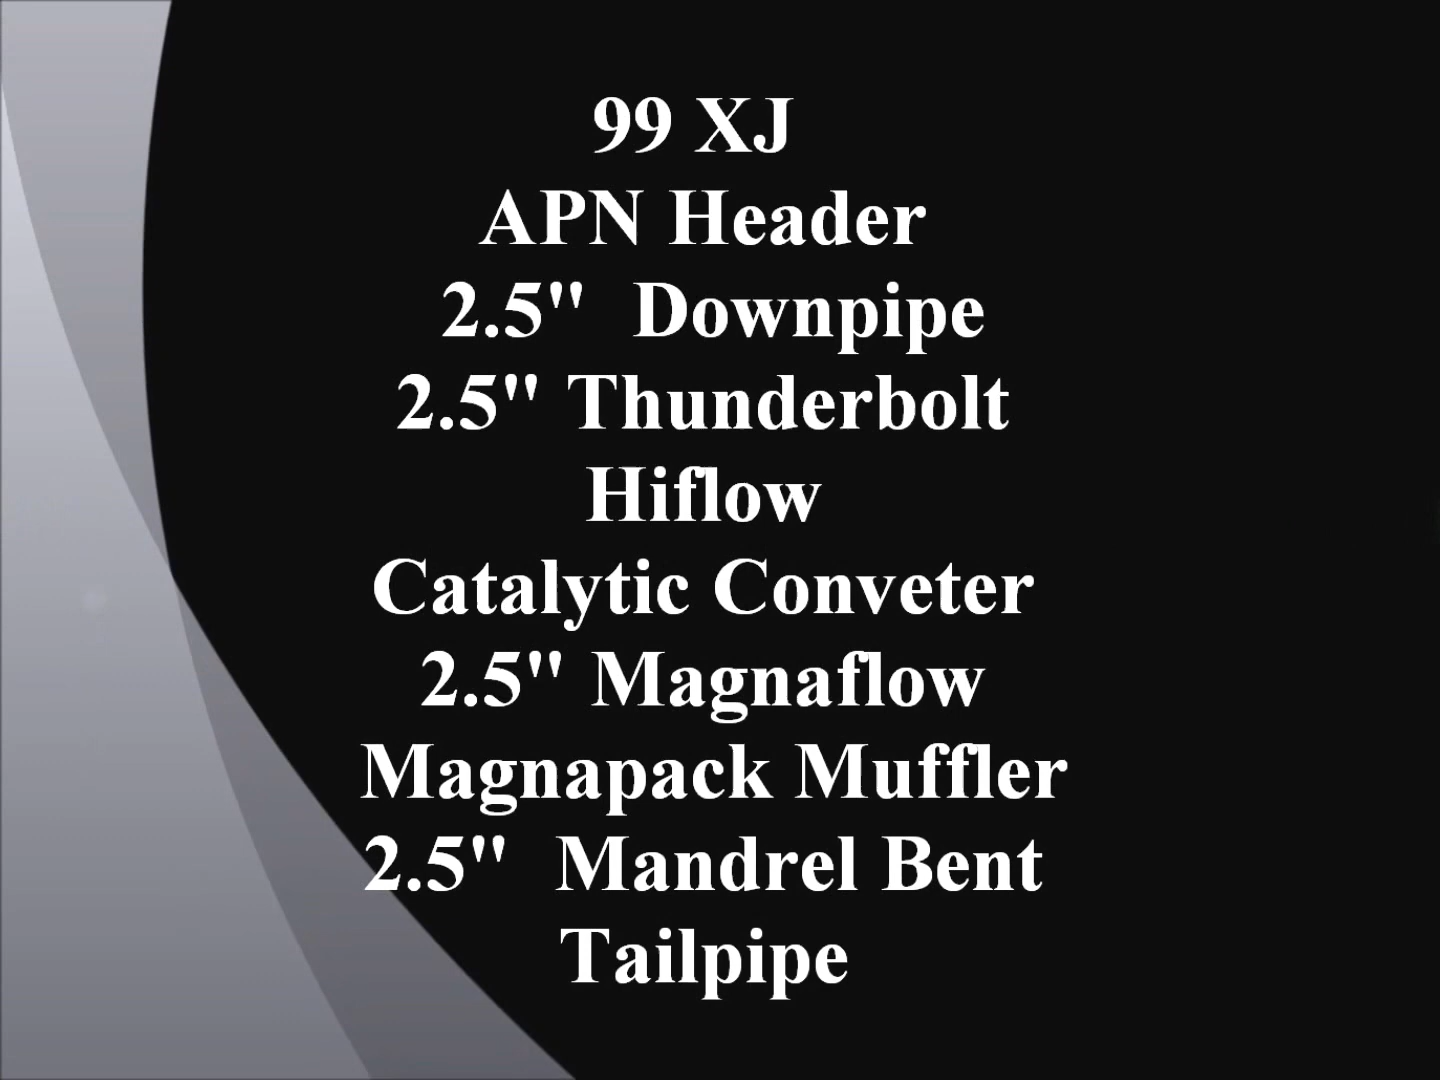 99 XJ
APN Header
2.5"  Downpipe
2.5" Thunderbolt
Hiflow
Catalytic Conveter
2.5" Magnaflow
Magnapack Muffler
2.5"  Mandrel Bent
Tailpipe